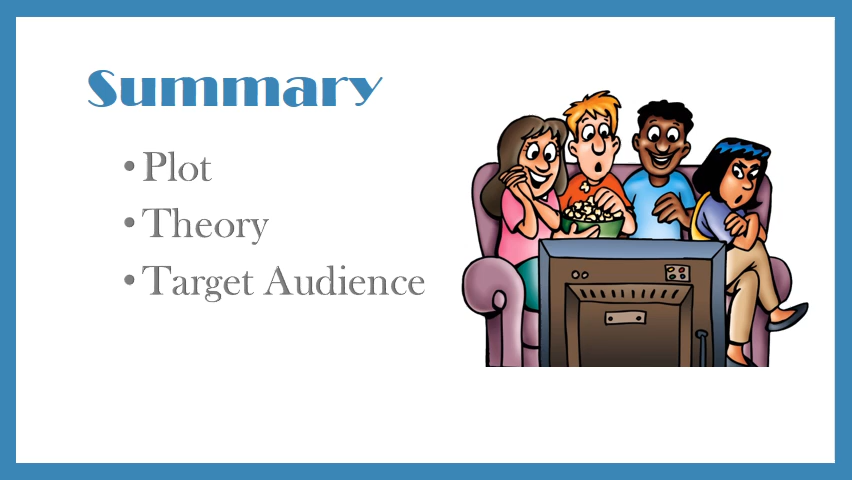 Summary
• Plot
• Theory
• Target Audience